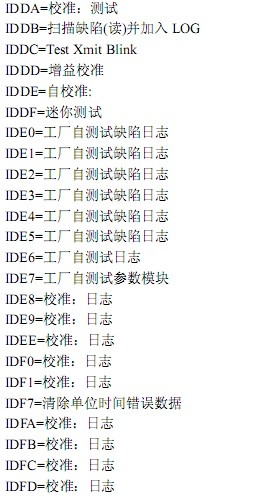 IDDA=校准：测试
IDDB=扫描缺陷(读)并加入 LOG
IDDC=Test Xmit Blink
IDDD=增益校准
IDDE=自校准:
IDDF=迷你测试
IDE0=工厂自测试缺陷日志
IDE1=工厂自测试缺陷日志
IDE2=工厂自测试缺陷日志
IDE3=工厂自测试缺陷日志
IDE4=工厂自测试缺陷日志
IDE5=工厂自测试缺陷日志
IDE6=工厂自测试日志
IDE7=工厂自测试参数模块
IDE8=校准：日志
IDE9=校准：日志
IDEE=校准：日志
IDF0=校准：日志
IDF1=校准：日志
IDF7=清除单位时间错误数据
IDFA=校准：日志
IDFB=校准：日志
IDFC=校准：日志
IDFD=校准：日志